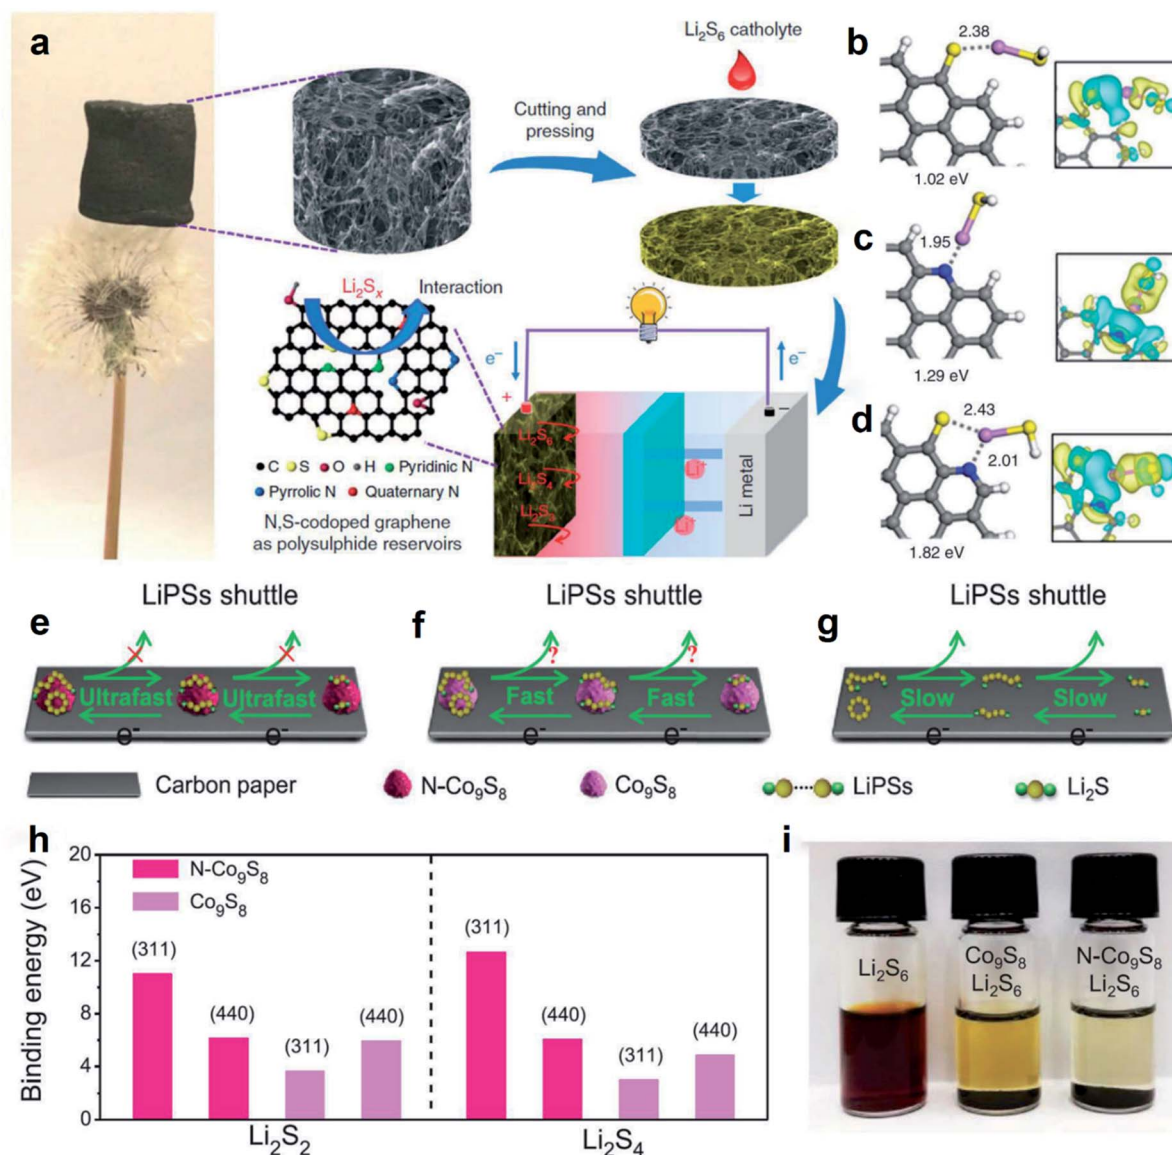 a
Li₂S₆ catholyte
Cutting and
pressing
Li₂Sₓ
Interaction
e⁻
e⁻
+
−
Li₂S₆
Li₂S₄
Li⁺
Li⁺
Li metal
C S O H Pyridinic N
Pyrrolic N Quaternary N
N,S-codoped graphene
as polysulphide reservoirs
b
2.38
1.02 eV
c
1.95
1.29 eV
d
2.43
2.01
1.82 eV
LiPSs shuttle
e
Ultrafast Ultrafast
e⁻ e⁻
LiPSs shuttle
f
? ?
Fast Fast
e⁻ e⁻
LiPSs shuttle
g
Slow Slow
e⁻ e⁻
Carbon paper N-Co₉S₈ Co₉S₈ LiPSs Li₂S
h
Binding energy (eV)
20
16
12
8
4
0
N-Co₉S₈
Co₉S₈
(311)
(440)
(311)
(440)
(311)
(440)
(311)
(440)
Li₂S₂
Li₂S₄
i
Li₂S₆
Co₉S₈
Li₂S₆
N-Co₉S₈
Li₂S₆